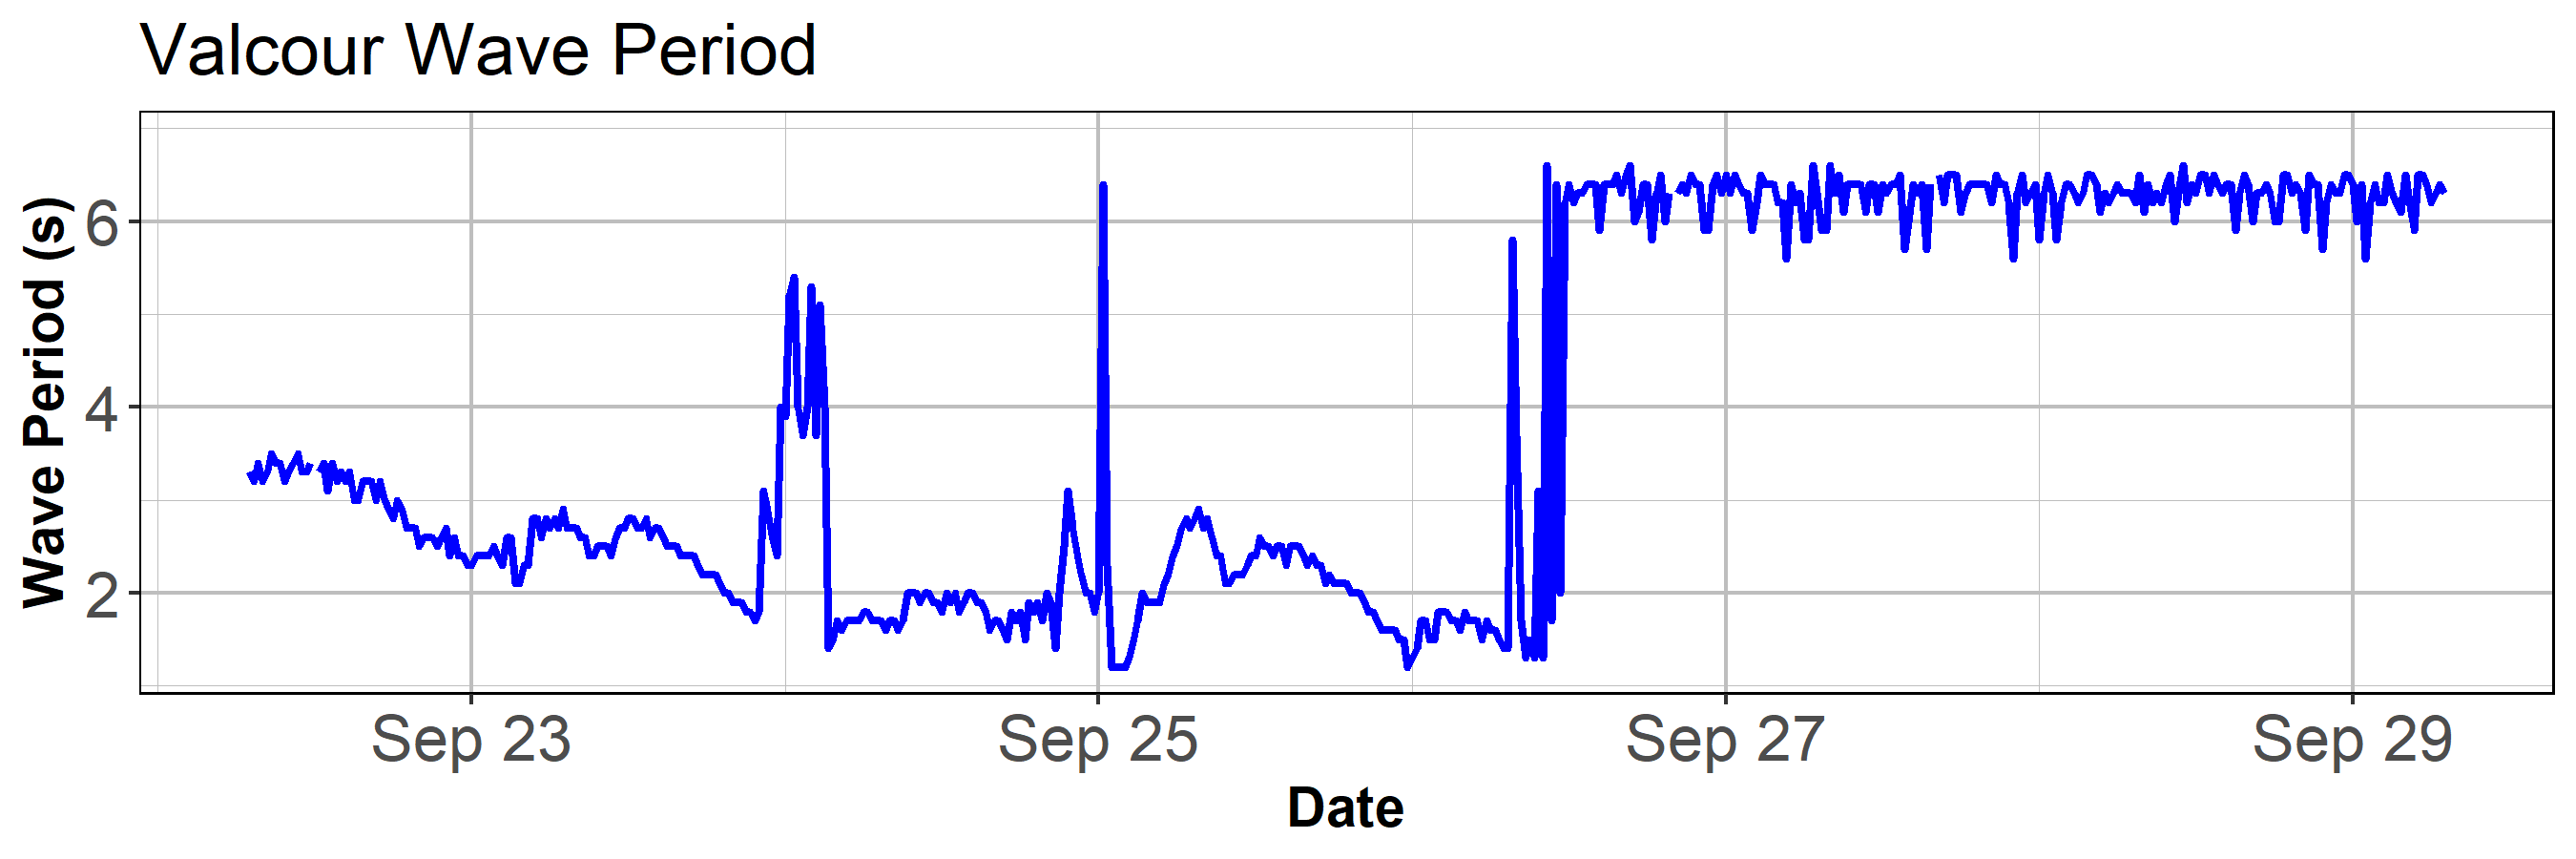 Valcour Wave Period
Wave Period (s)
6
4
2
Sep 23
Sep 25
Sep 27
Sep 29
Date